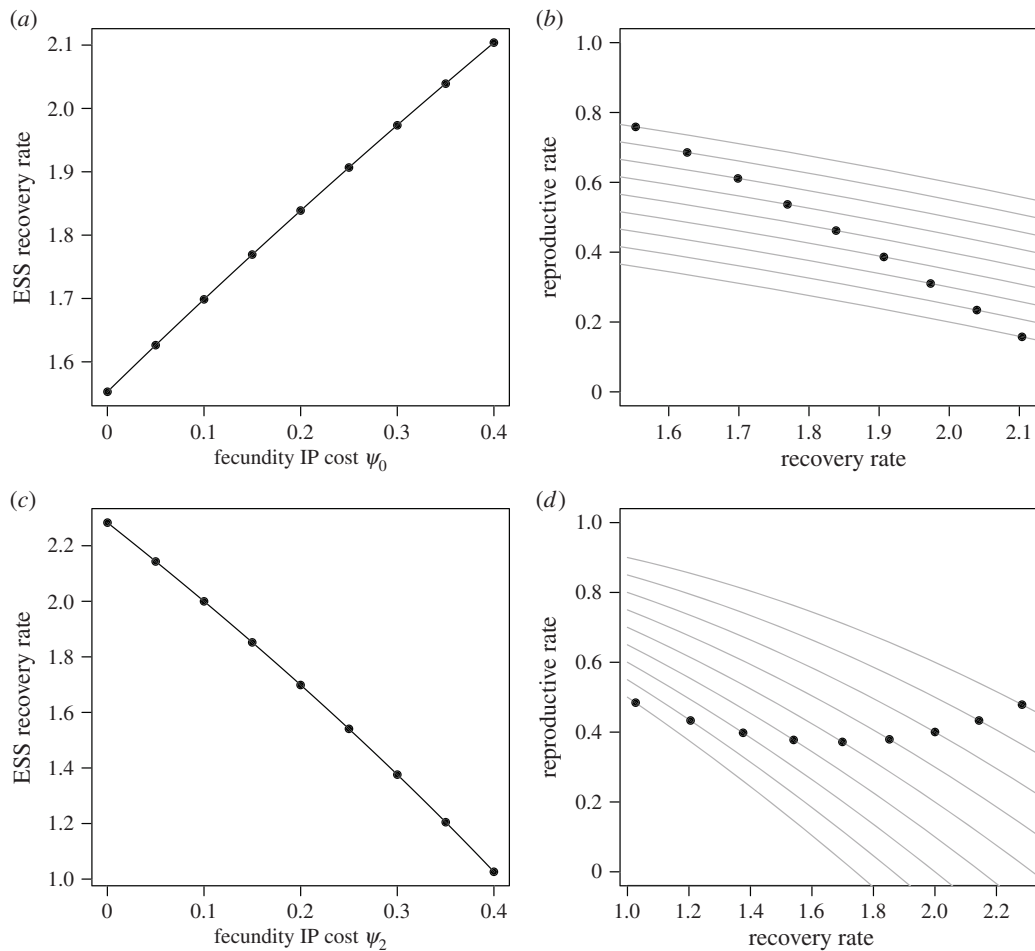 (a)
2.1
2.0
1.9
1.8
1.7
1.6
ESS recovery rate
0 0.1 0.2 0.3 0.4
fecundity IP cost ψ0
(b)
1.0
0.8
0.6
0.4
0.2
0
reproductive rate
1.6 1.7 1.8 1.9 2.0 2.1
recovery rate
(c)
2.2
2.0
1.8
1.6
1.4
1.2
1.0
ESS recovery rate
0 0.1 0.2 0.3 0.4
fecundity IP cost ψ2
(d)
1.0
0.8
0.6
0.4
0.2
0
reproductive rate
1.0 1.2 1.4 1.6 1.8 2.0 2.2
recovery rate